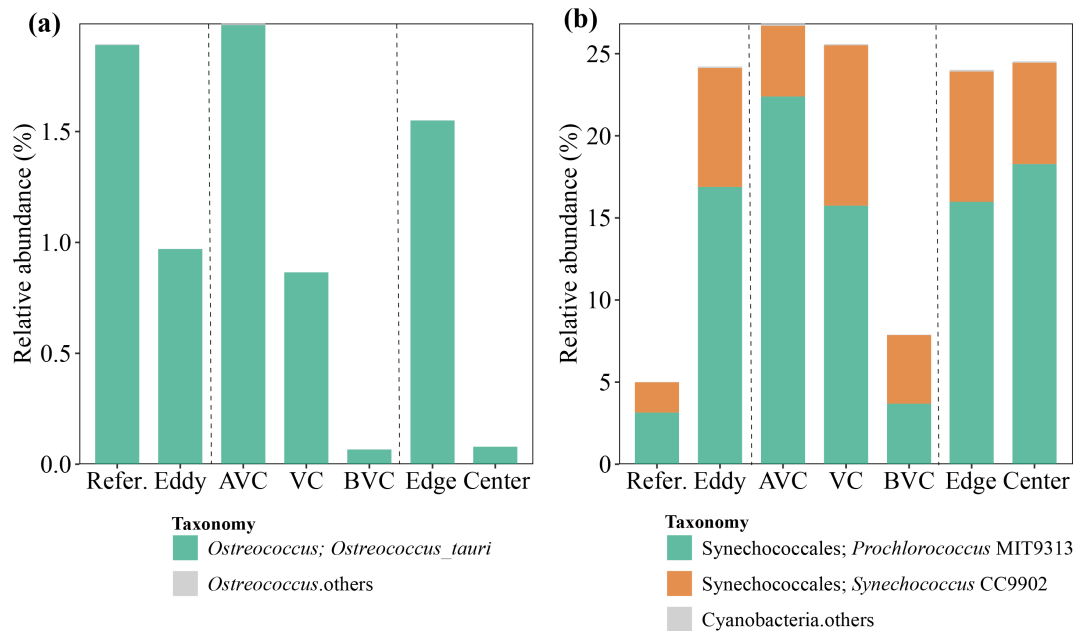 (a)
Relative abundance (%)
1.5
1.0
0.5
0.0
Refer. Eddy AVC VC BVC Edge Center
Taxonomy
Ostreococcus; Ostreococcus_tauri
Ostreococcus.others
(b)
Relative abundance (%)
25
20
15
10
5
0
Refer. Eddy AVC VC BVC Edge Center
Taxonomy
Synechococcales; Prochlorococcus MIT9313
Synechococcales; Synechococcus CC9902
Cyanobacteria.others